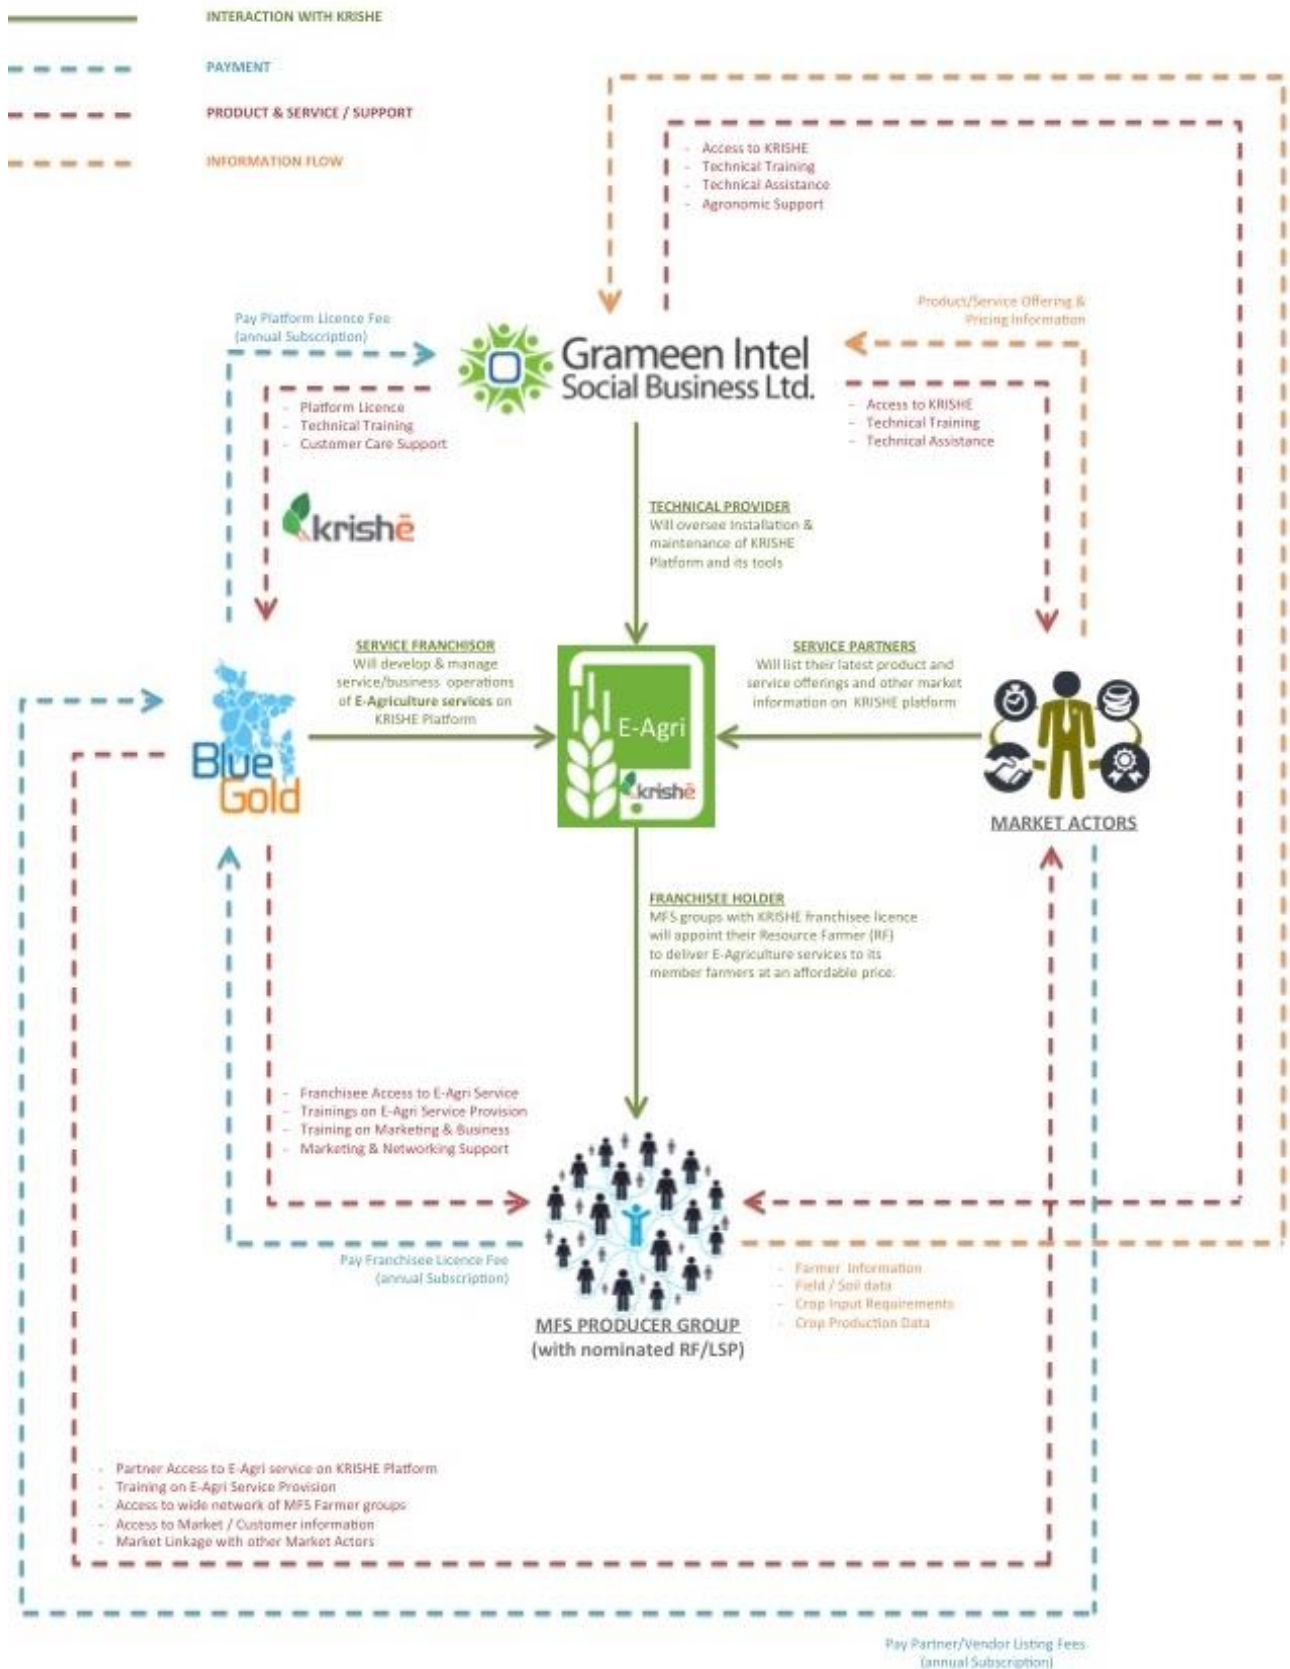 INTERACTION WITH KRISHE
PAYMENT
PRODUCT & SERVICE / SUPPORT
INFORMATION FLOW
- Access to KRISHE
- Technical Training
- Technical Assistance
- Agronomic Support
Pay Platform Licence Fee
(annual Subscription)
Product/Service Offering &
Pricing Information
Grameen Intel
Social Business Ltd.
- Platform Licence
- Technical Training
- Customer Care Support
- Access to KRISHE
- Technical Training
- Technical Assistance
krishē
TECHNICAL PROVIDER
Will oversee Installation &
maintenance of KRISHE
Platform and its tools
SERVICE FRANCHISOR
Will develop & manage
service/business operations
of E-Agriculture services on
KRISHE Platform
SERVICE PARTNERS
Will list their latest product and
service offerings and other market
information on KRISHE platform
E-Agri
krishē
Blue
Gold
MARKET ACTORS
FRANCHISEE HOLDER
MFS groups with KRISHE franchisee licence
will appoint their Resource Farmer (RF)
to deliver E-Agriculture services to its
member farmers at an affordable price.
- Franchisee Access to E-Agri Service
- Trainings on E-Agri Service Provision
- Training on Marketing & Business
- Marketing & Networking Support
Pay Franchisee Licence Fee
(annual Subscription)
- Farmer Information
- Field / Soil data
- Crop Input Requirements
- Crop Production Data
MFS PRODUCER GROUP
(with nominated RF/LSP)
- Partner Access to E-Agri service on KRISHE Platform
- Training on E-Agri Service Provision
- Access to wide network of MFS Farmer groups
- Access to Market / Customer information
- Market Linkage with other Market Actors
Pay Partner/Vendor Listing Fees
(annual Subscription)